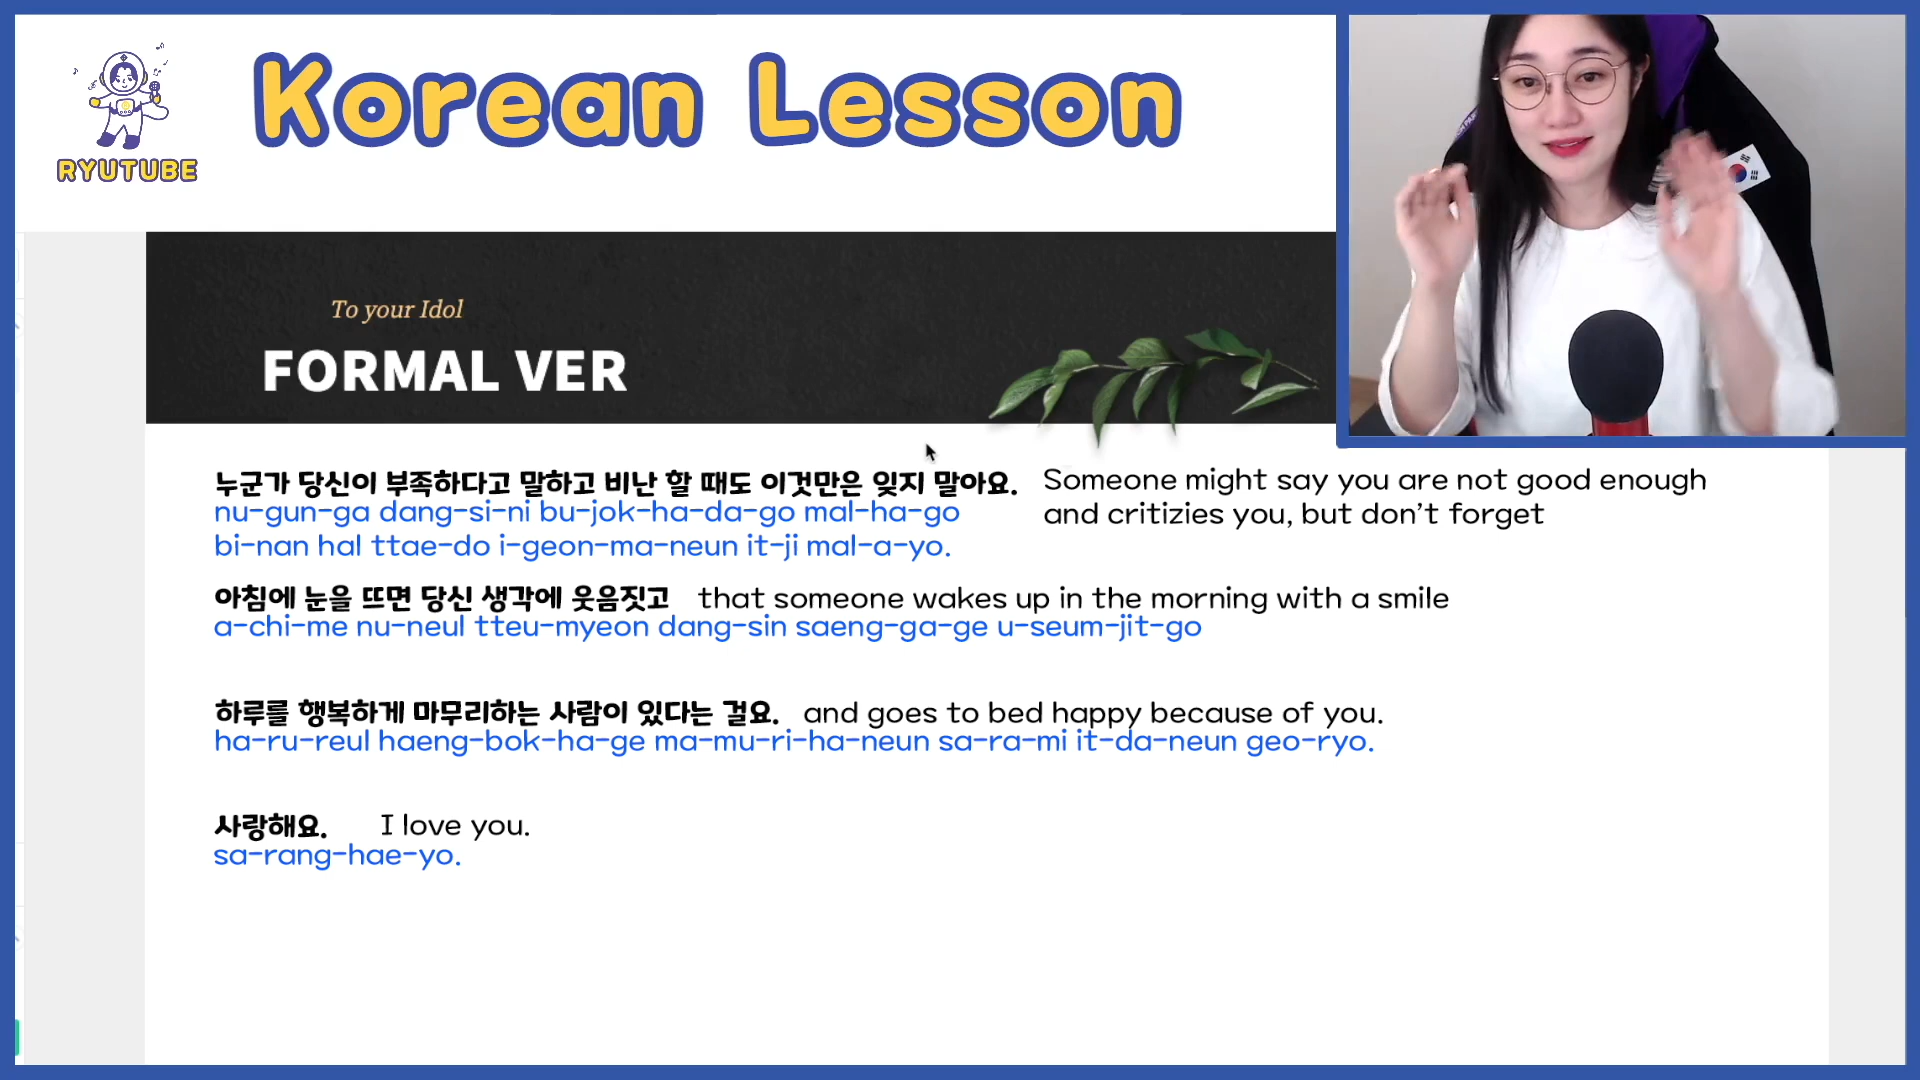 RYUTUBE
Korean Lesson
To your Idol
FORMAL VER
누군가 당신이 부족하다고 말하고 비난 할 때도 이것만은 잊지 말아요.
Someone might say you are not good enough
and critizies you, but don't forget
nu-gun-ga dang-si-ni bu-jok-ha-da-go mal-ha-go
bi-nan hal ttae-do i-geon-ma-neun it-ji mal-a-yo.
아침에 눈을 뜨면 당신 생각에 웃음짓고 that someone wakes up in the morning with a smile
a-chi-me nu-neul tteu-myeon dang-sin saeng-ga-ge u-seum-jit-go
하루를 행복하게 마무리하는 사람이 있다는 걸요. and goes to bed happy because of you.
ha-ru-reul haeng-bok-ha-ge ma-mu-ri-ha-neun sa-ra-mi it-da-neun geo-ryo.
사랑해요. I love you.
sa-rang-hae-yo.